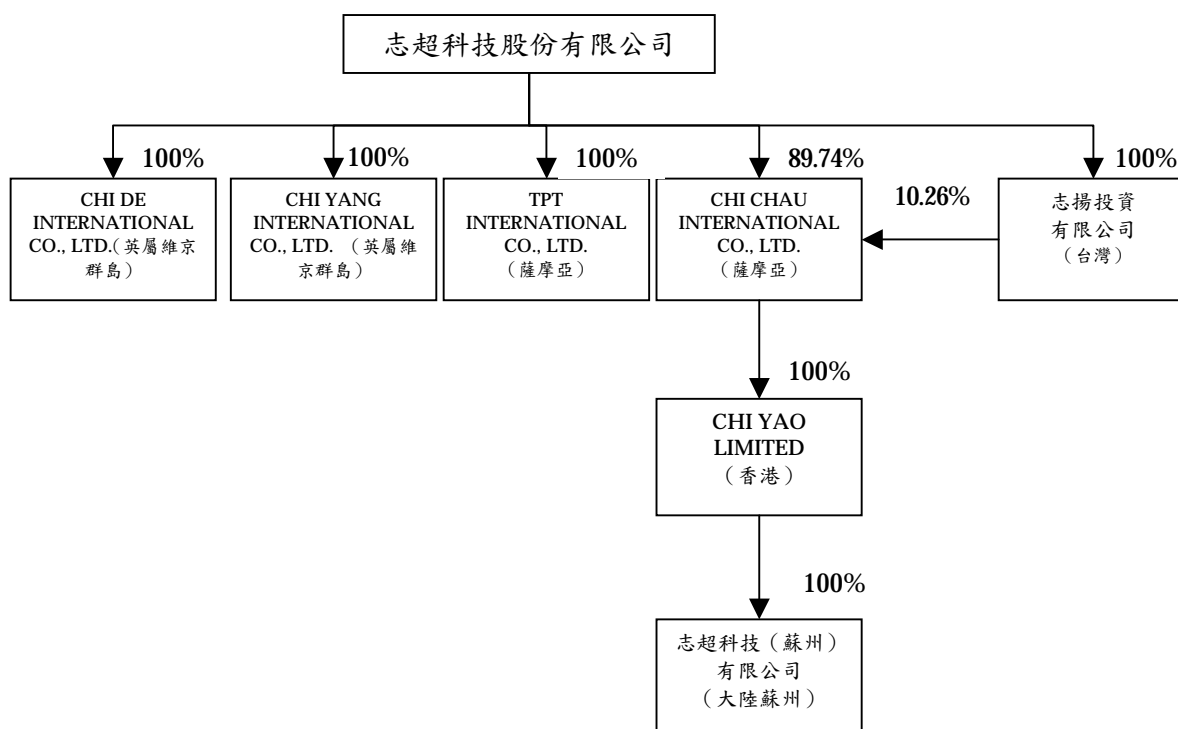 志超科技股份有限公司
100%
100%
100%
89.74%
100%
CHI DE
INTERNATIONAL
CO., LTD.(英屬維京
群島）
CHI YANG
INTERNATIONAL
CO., LTD. （英屬維
京群島）
TPT
INTERNATIONAL
CO., LTD.
（薩摩亞）
CHI CHAU
INTERNATIONAL
CO., LTD.
（薩摩亞）
10.26%
志揚投資
有限公司
（台灣）
100%
CHI YAO
LIMITED
（香港）
100%
志超科技（蘇州）
有限公司
（大陸蘇州）